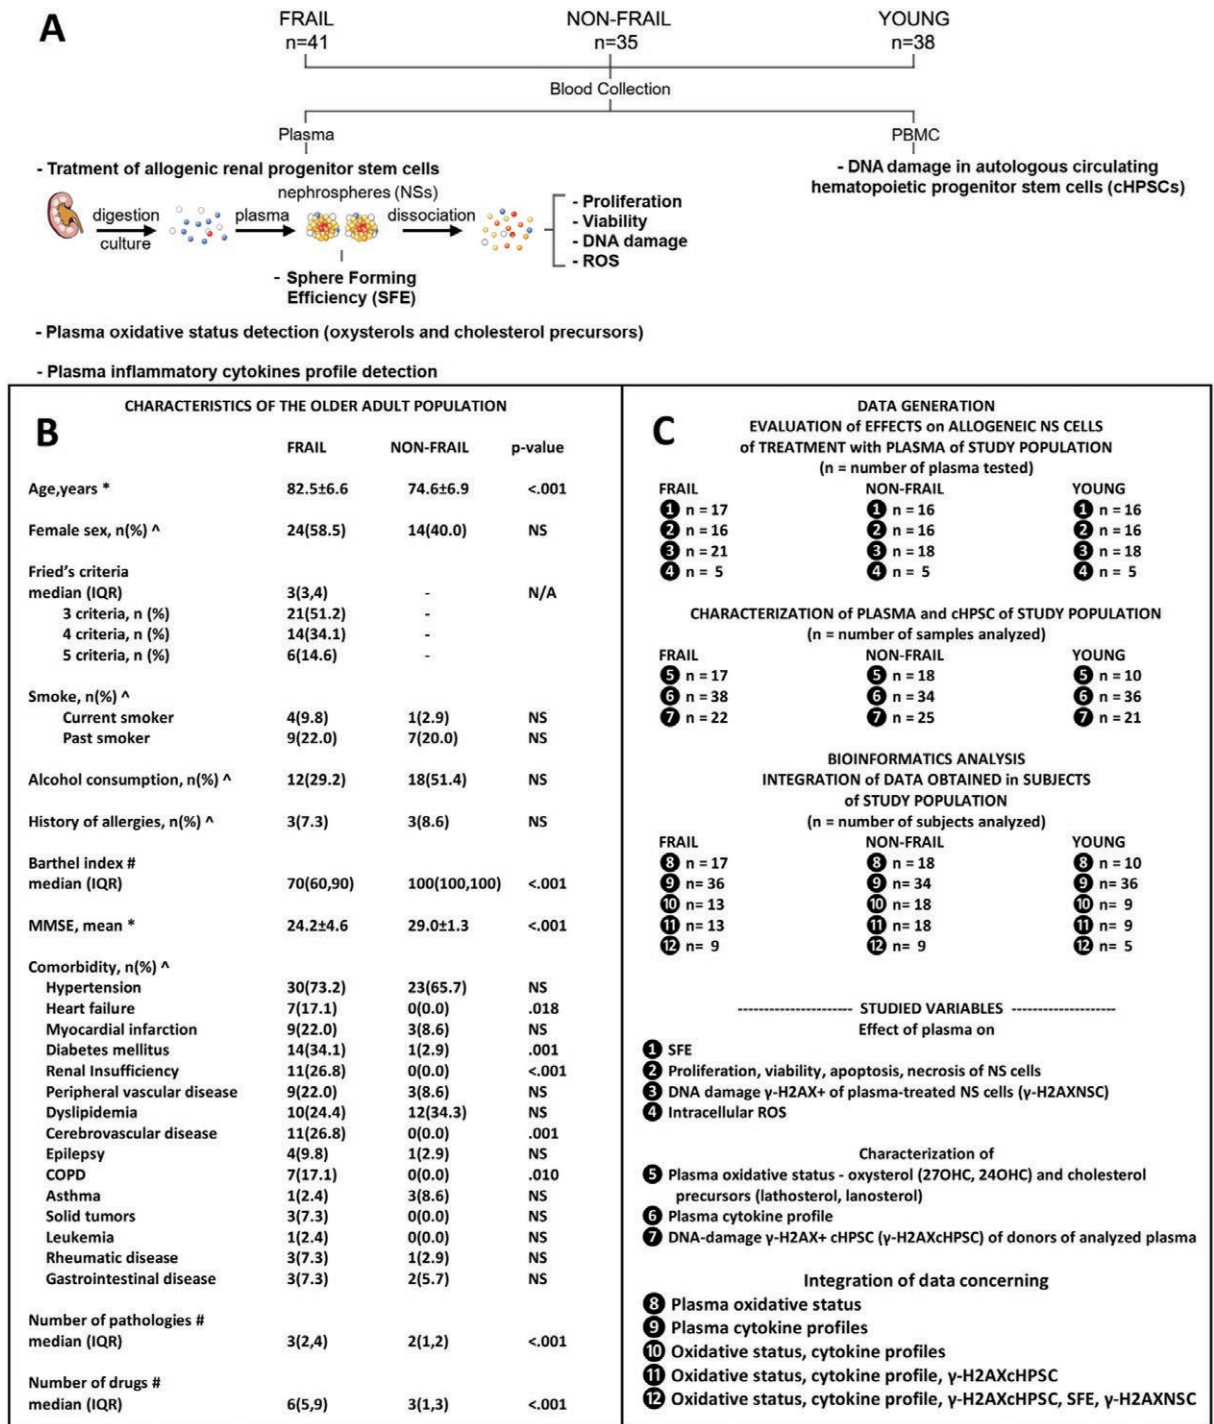 A
FRAIL NON-FRAIL YOUNG
n=41 n=35 n=38
Blood Collection
Plasma PBMC
- Tratment of allogenic renal progenitor stem cells
- DNA damage in autologous circulating
hematopoietic progenitor stem cells (cHPSCs)
nephrospheres (NSs)
digestion plasma dissociation
culture
- Proliferation
- Viability
- DNA damage
- ROS
- Sphere Forming
Efficiency (SFE)
- Plasma oxidative status detection (oxysterols and cholesterol precursors)
- Plasma inflammatory cytokines profile detection
B
CHARACTERISTICS OF THE OLDER ADULT POPULATION
FRAIL NON-FRAIL p-value
Age,years * 82.5±6.6 74.6±6.9 <.001
Female sex, n(%) ^ 24(58.5) 14(40.0) NS
Fried's criteria
median (IQR) 3(3,4) - N/A
3 criteria, n (%) 21(51.2) -
4 criteria, n (%) 14(34.1) -
5 criteria, n (%) 6(14.6) -
Smoke, n(%) ^
Current smoker 4(9.8) 1(2.9) NS
Past smoker 9(22.0) 7(20.0) NS
Alcohol consumption, n(%) ^ 12(29.2) 18(51.4) NS
History of allergies, n(%) ^ 3(7.3) 3(8.6) NS
Barthel index #
median (IQR) 70(60,90) 100(100,100) <.001
MMSE, mean * 24.2±4.6 29.0±1.3 <.001
Comorbidity, n(%) ^
Hypertension 30(73.2) 23(65.7) NS
Heart failure 7(17.1) 0(0.0) .018
Myocardial infarction 9(22.0) 3(8.6) NS
Diabetes mellitus 14(34.1) 1(2.9) .001
Renal Insufficiency 11(26.8) 0(0.0) <.001
Peripheral vascular disease 9(22.0) 3(8.6) NS
Dyslipidemia 10(24.4) 12(34.3) NS
Cerebrovascular disease 11(26.8) 0(0.0) .001
Epilepsy 4(9.8) 1(2.9) NS
COPD 7(17.1) 0(0.0) .010
Asthma 1(2.4) 3(8.6) NS
Solid tumors 3(7.3) 0(0.0) NS
Leukemia 1(2.4) 0(0.0) NS
Rheumatic disease 3(7.3) 1(2.9) NS
Gastrointestinal disease 3(7.3) 2(5.7) NS
Number of pathologies #
median (IQR) 3(2,4) 2(1,2) <.001
Number of drugs #
median (IQR) 6(5,9) 3(1,3) <.001
C
DATA GENERATION
EVALUATION of EFFECTS on ALLOGENEIC NS CELLS
of TREATMENT with PLASMA of STUDY POPULATION
(n = number of plasma tested)
FRAIL NON-FRAIL YOUNG
1 n = 17 1 n = 16 1 n = 16
2 n = 16 2 n = 16 2 n = 16
3 n = 21 3 n = 18 3 n = 18
4 n = 5 4 n = 5 4 n = 5
CHARACTERIZATION of PLASMA and cHPSC of STUDY POPULATION
(n = number of samples analyzed)
FRAIL NON-FRAIL YOUNG
5 n = 17 5 n = 18 5 n = 10
6 n = 38 6 n = 34 6 n = 36
7 n = 22 7 n = 25 7 n = 21
BIOINFORMATICS ANALYSIS
INTEGRATION of DATA OBTAINED in SUBJECTS
of STUDY POPULATION
(n = number of subjects analyzed)
FRAIL NON-FRAIL YOUNG
8 n = 17 8 n = 18 8 n = 10
9 n= 36 9 n= 34 9 n= 36
10 n= 13 10 n= 18 10 n= 9
11 n= 13 11 n= 18 11 n= 9
12 n= 9 12 n= 9 12 n= 5
---------------------- STUDIED VARIABLES --------------------
Effect of plasma on
1 SFE
2 Proliferation, viability, apoptosis, necrosis of NS cells
3 DNA damage γ-H2AX+ of plasma-treated NS cells (γ-H2AXNSC)
4 Intracellular ROS
Characterization of
5 Plasma oxidative status - oxysterol (27OHC, 24OHC) and cholesterol
precursors (lathosterol, lanosterol)
6 Plasma cytokine profile
7 DNA-damage γ-H2AX+ cHPSC (γ-H2AXcHPSC) of donors of analyzed plasma
Integration of data concerning
8 Plasma oxidative status
9 Plasma cytokine profiles
10 Oxidative status, cytokine profiles
11 Oxidative status, cytokine profile, γ-H2AXcHPSC
12 Oxidative status, cytokine profile, γ-H2AXcHPSC, SFE, γ-H2AXNSC